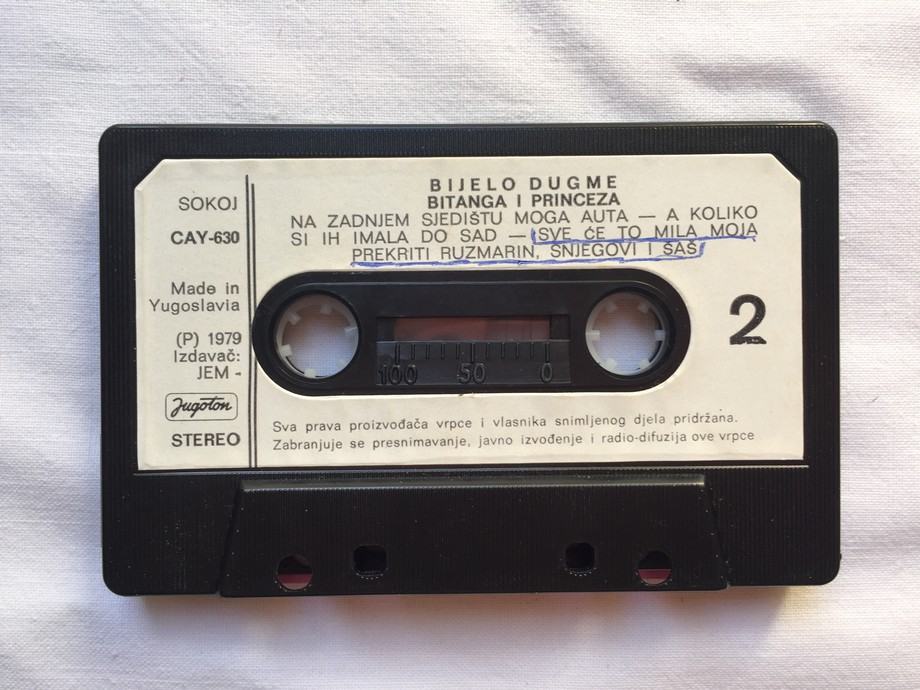 BIJELO DUGME
BITANGA I PRINCEZA
NA ZADNJEM SJEDIŠTU MOGA AUTA — A KOLIKO
SI IH IMALA DO SAD — SVE ĆE TO MILA MOJA
PREKRITI RUZMARIN, SNJEGOVI I ŠAŠ
SOKOJ
CAY-630
Made in
Yugoslavia
(P) 1979
Izdavač:
JEM -
Jugoton
STEREO
2
100 50 0
Sva prava proizvođača vrpce i vlasnika snimljenog djela pridržana.
Zabranjuje se presnimavanje, javno izvođenje i radio-difuzija ove vrpce